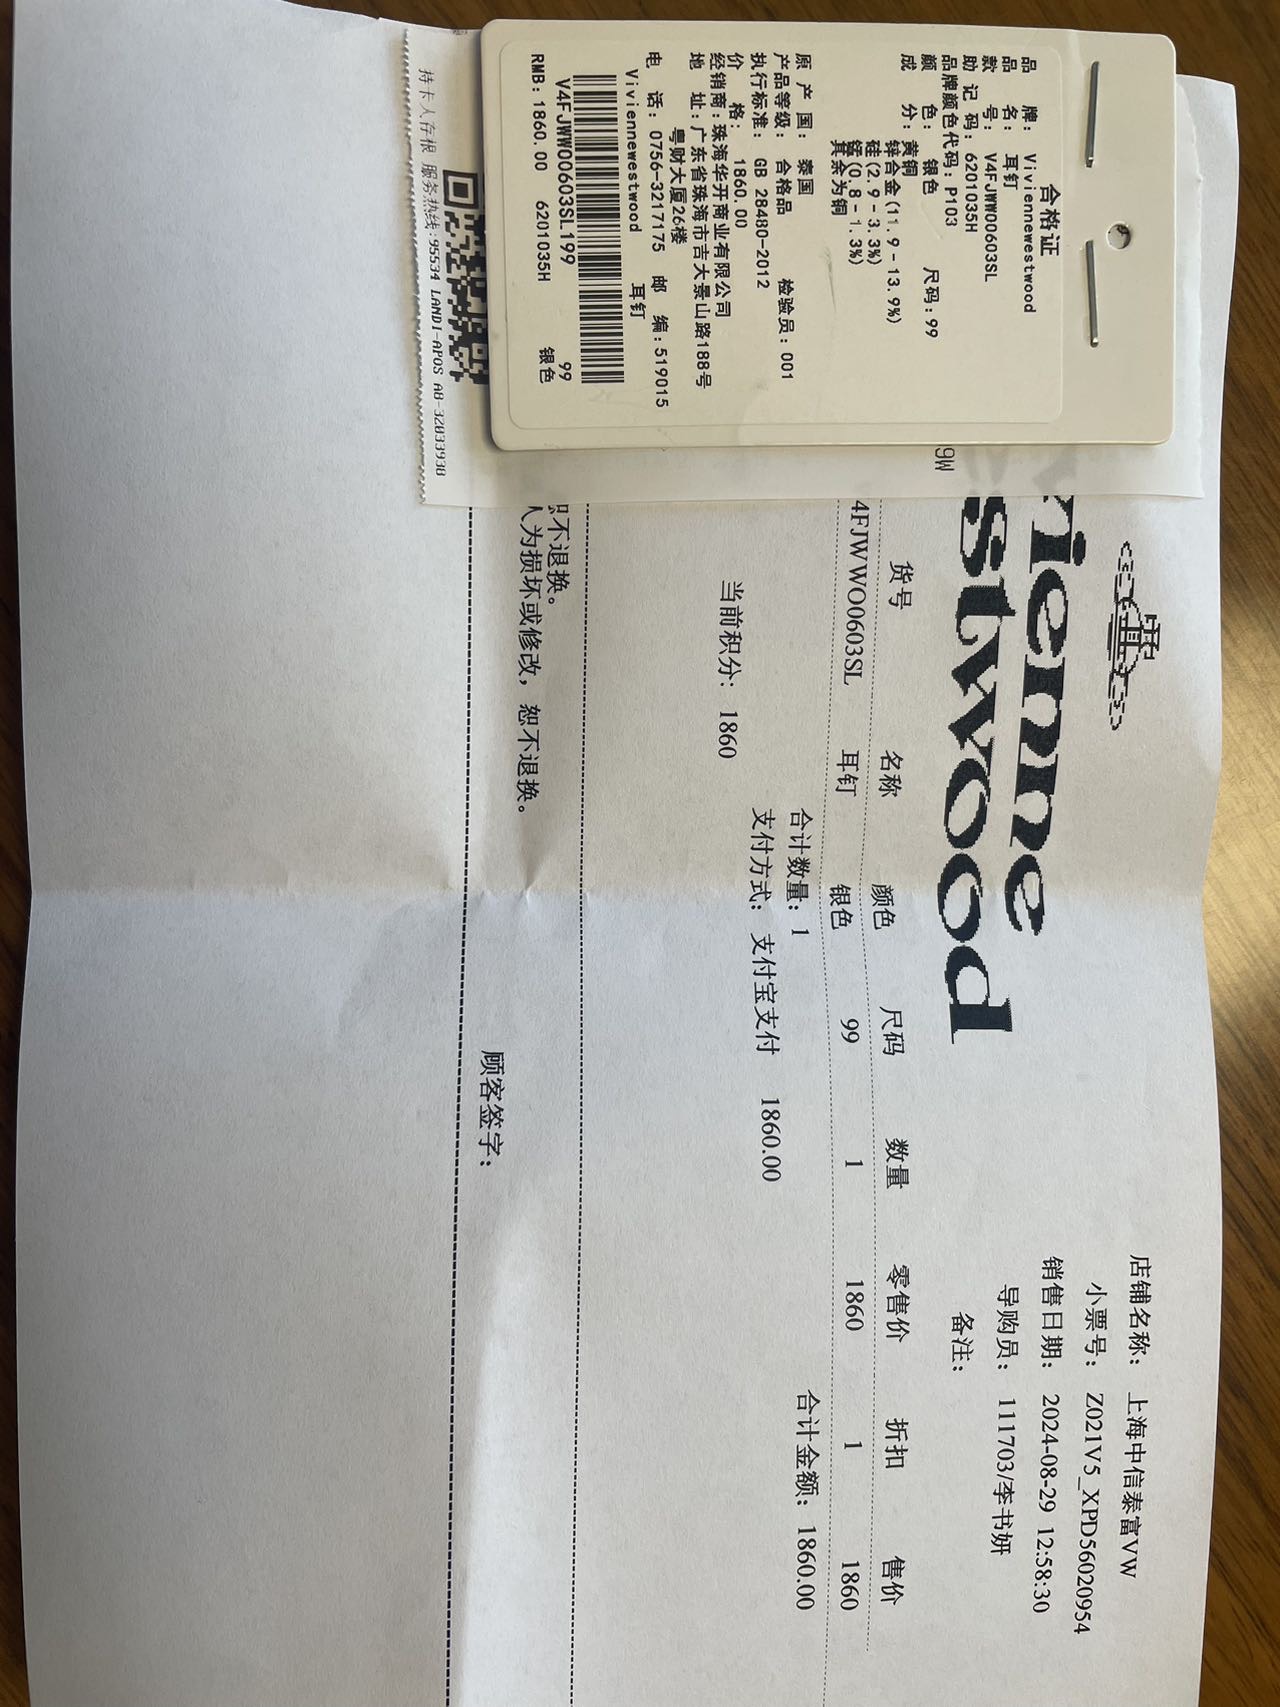 合格证
品 牌: Viviennewestwood
品 名: 耳钉
款 号: V4FJWW00603SL
助 记 码: 6201035H
品牌颜色代码: P103
颜 色: 银色 尺码: 99
成 分: 黄铜
锌合金(11.9-13.9%)
硅(2.9-3.3%)
锰(0.8-1.3%)
其余为铜
原 产 国: 泰国
产品等级: 合格品 检验员: 001
执行标准: GB 28480-2012
价 格: 1860.00
经销商: 珠海华开商业有限公司
地 址: 广东省珠海市吉大景山路188号
粤财大厦26楼
电 话: 0756-3217175 邮 编: 519015
Viviennewestwood 耳钉
V4FJWW00603SL199 99
RMB: 1860.00 6201035H 银色
持卡人存根 服务热线:95534 LANDI-APOS A8-32033938
9W
vienne
stwood
店铺名称: 上海中信泰富VW
小票号: Z021V5_XPD56020954
销售日期: 2024-08-29 12:58:30
导购员: 111703/李书妍
备注:
货号 名称 颜色 尺码 数量 零售价 折扣 售价
4FJWWO0603SL 耳钉 银色 99 1 1860 1 1860
合计数量: 1 合计金额: 1860.00
支付方式: 支付宝支付 1860.00
当前积分: 1860
恕不退换。
人为损坏或修改，恕不退换。
顾客签字: